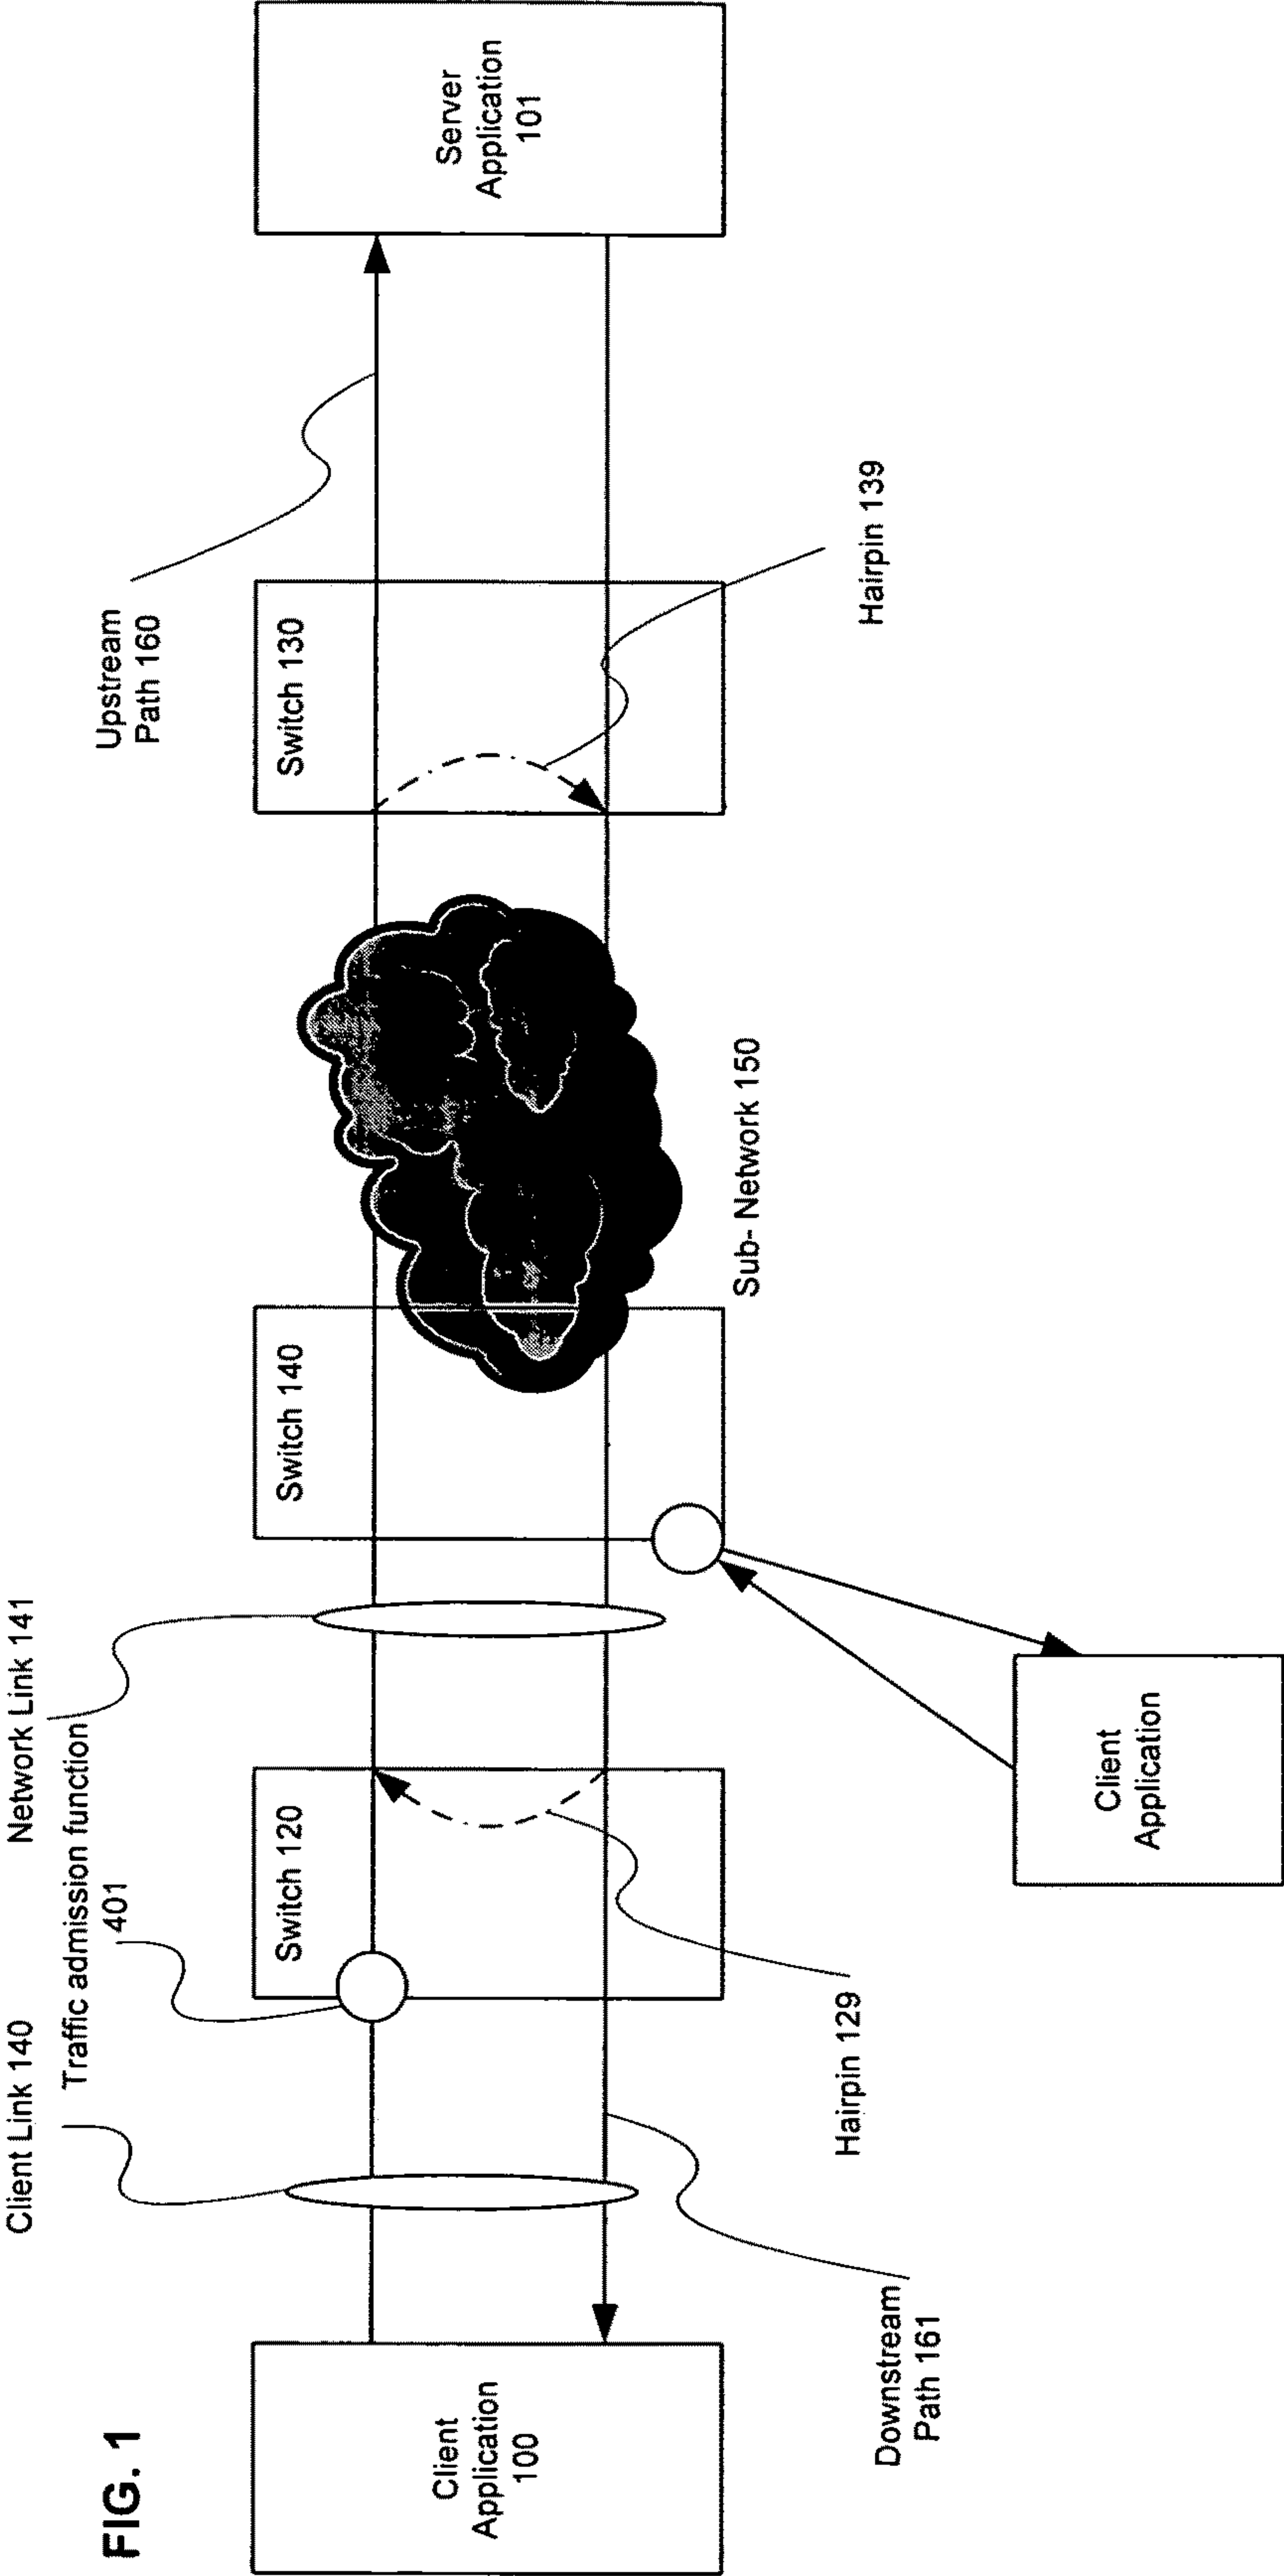 FIG. 1
Client Link 140
Network Link 141
Traffic admission function
401
Upstream
Path 160
Client
Application
100
Switch 120
Switch 140
Switch 130
Server
Application
101
Sub- Network 150
Hairpin 139
Hairpin 129
Downstream
Path 161
Client
Application